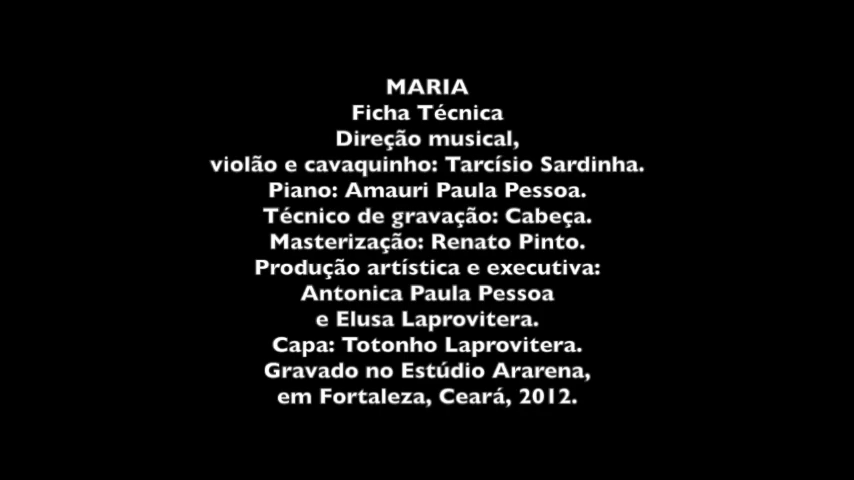 MARIA
Ficha Técnica
Direção musical,
violão e cavaquinho: Tarcísio Sardinha.
Piano: Amauri Paula Pessoa.
Técnico de gravação: Cabeça.
Masterização: Renato Pinto.
Produção artística e executiva:
Antonica Paula Pessoa
e Elusa Laprovitera.
Capa: Totonho Laprovitera.
Gravado no Estúdio Ararena,
em Fortaleza, Ceará, 2012.